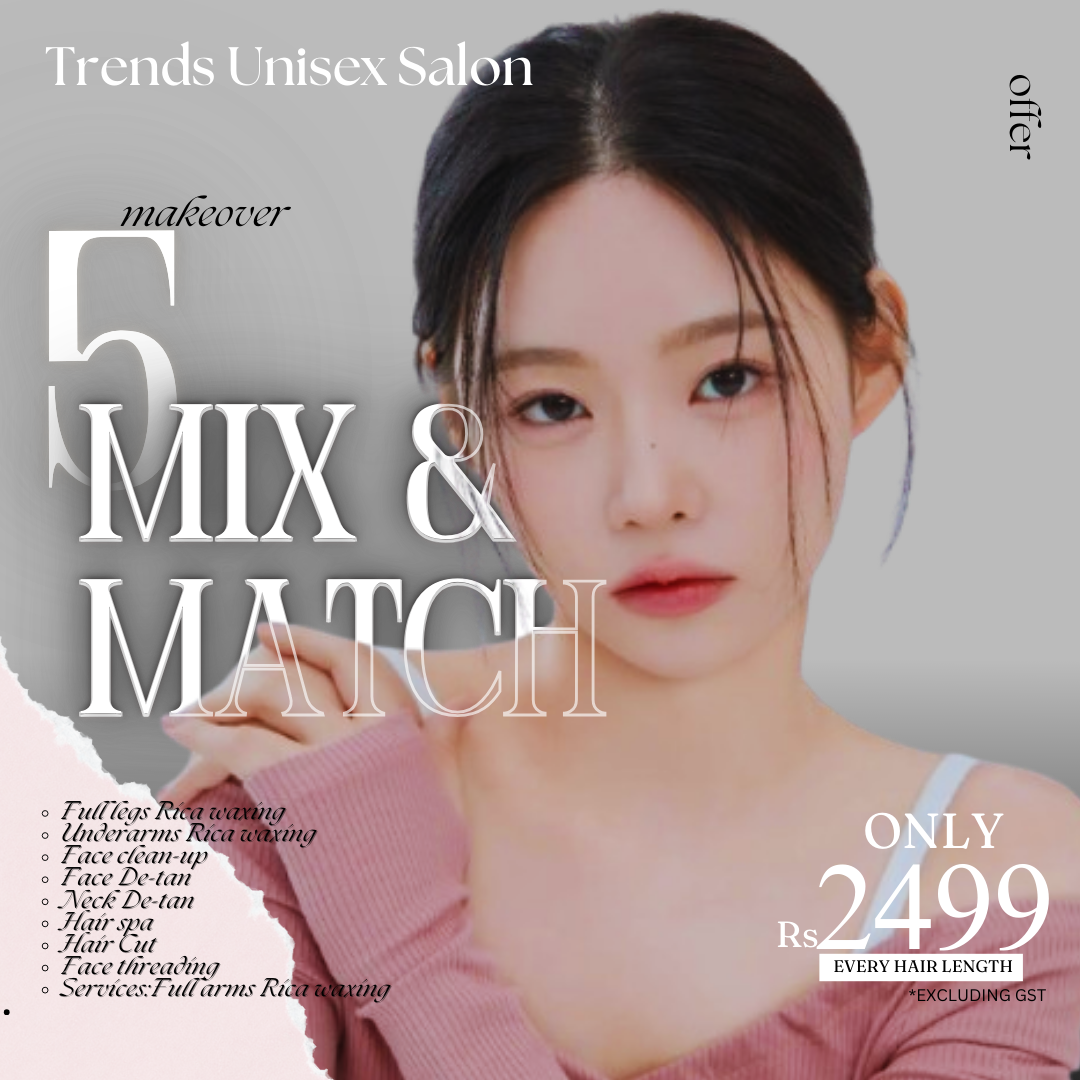 Trends Unisex Salon
offer
makeover
5
MIX &
MATCH
Full legs Rica waxing
Underarms Rica waxing
Face clean-up
Face De-tan
Neck De-tan
Hair spa
Hair Cut
Face threading
Services:Full arms Rica waxing
ONLY
Rs2499
EVERY HAIR LENGTH
*EXCLUDING GST